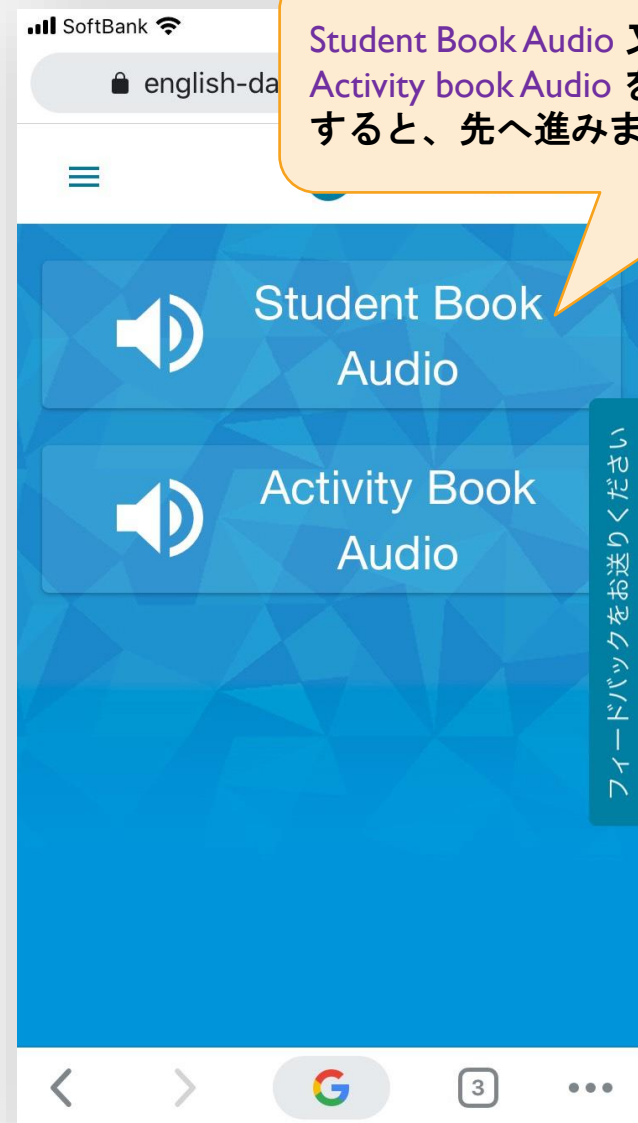 SoftBank
Student Book Audio
Activity book Audio
すると、先へ進みま
english-da
Student Book
Audio
Activity Book
Audio
フィードバックをお送りください
3